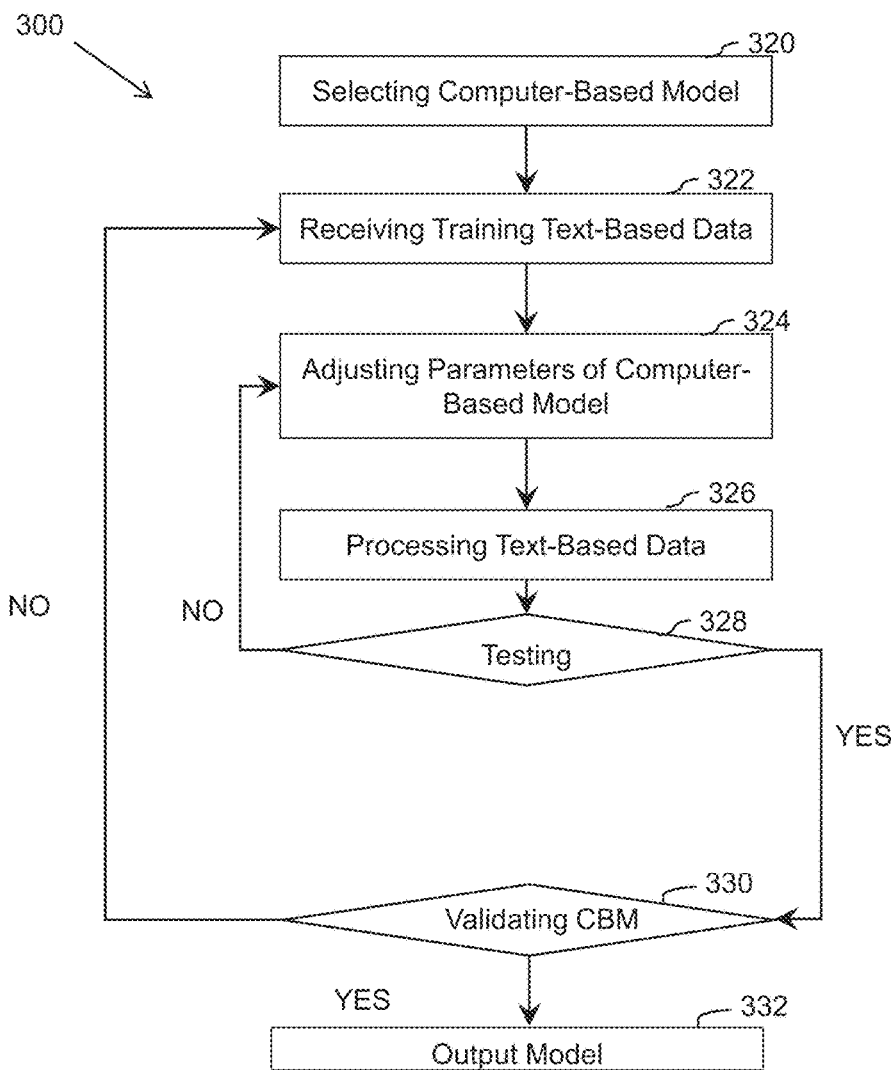 300
320
Selecting Computer-Based Model
322
Receiving Training Text-Based Data
324
Adjusting Parameters of Computer-
Based Model
326
Processing Text-Based Data
NO
NO
328
Testing
YES
330
Validating CBM
YES
332
Output Model